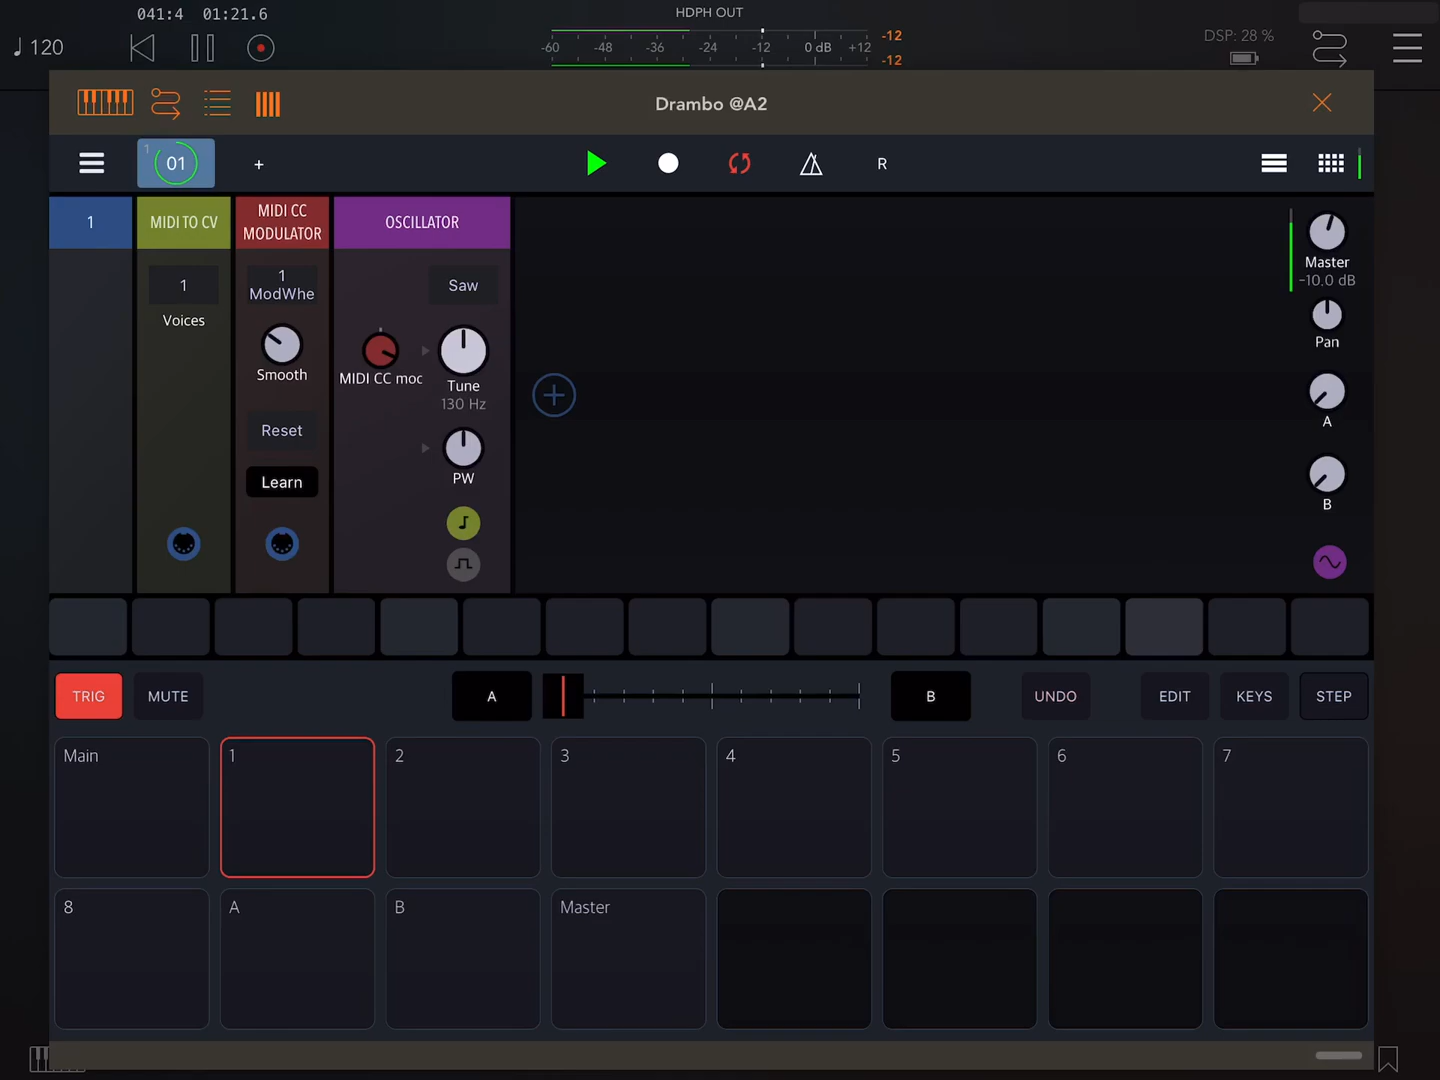 041:4 01:21.6
HDPH OUT
120
-60 -48 -36 -24 -12 0 dB +12
-12
-12
DSP: 28 %
Drambo @A2
1
01
+
R
1
MIDI TO CV
MIDI CC
MODULATOR
OSCILLATOR
1
Voices
1
ModWhe
Smooth
Reset
Learn
Saw
MIDI CC moc
Tune
130 Hz
PW
Master
-10.0 dB
Pan
A
B
TRIG
MUTE
A
B
UNDO
EDIT
KEYS
STEP
Main
1
2
3
4
5
6
7
8
A
B
Master